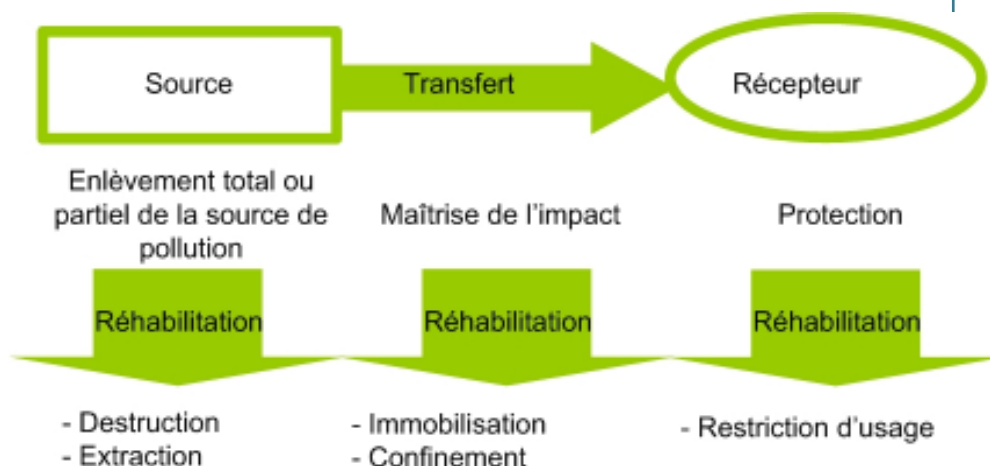 Source
Transfert
Récepteur
Enlèvement total ou
partiel de la source de
pollution
Maîtrise de l'impact
Protection
Réhabilitation
Réhabilitation
Réhabilitation
- Destruction
- Extraction
- Immobilisation
- Confinement
- Restriction d'usage